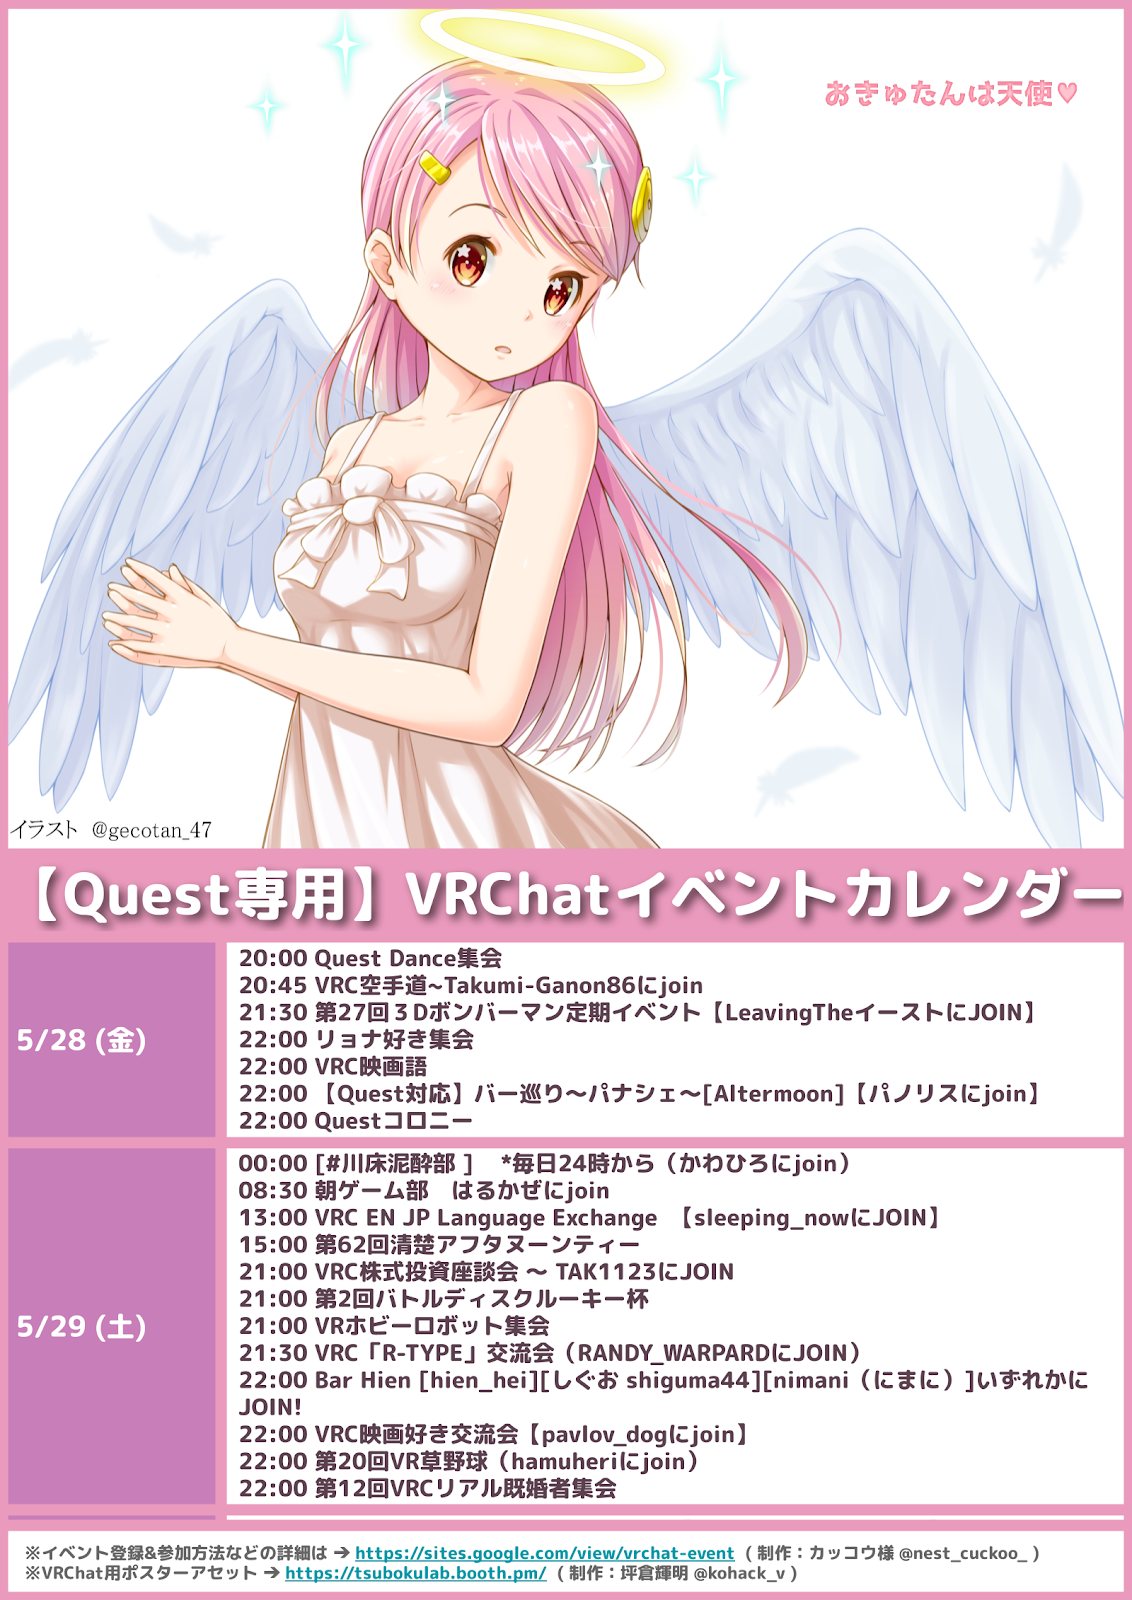 おきゅたんは天使♥
イラスト @gecotan_47
【Quest専用】VRChatイベントカレンダー
5/28 (金)
20:00 Quest Dance集会
20:45 VRC空手道~Takumi-Ganon86にjoin
21:30 第27回３Dボンバーマン定期イベント【LeavingTheイーストにJOIN】
22:00 リョナ好き集会
22:00 VRC映画語
22:00 【Quest対応】バー巡り～パナシェ～[Altermoon]【パノリスにjoin】
22:00 Questコロニー
5/29 (土)
00:00 [#川床泥酔部 ]　*毎日24時から（かわひろにjoin）
08:30 朝ゲーム部　はるかぜにjoin
13:00 VRC EN JP Language Exchange 【sleeping_nowにJOIN】
15:00 第62回清楚アフタヌーンティー
21:00 VRC株式投資座談会 ～ TAK1123にJOIN
21:00 第2回バトルディスクルーキー杯
21:00 VRホビーロボット集会
21:30 VRC「R-TYPE」交流会（RANDY_WARPARDにJOIN）
22:00 Bar Hien [hien_hei][しぐお shiguma44][nimani（にまに）]いずれかに
JOIN!
22:00 VRC映画好き交流会【pavlov_dogにjoin】
22:00 第20回VR草野球（hamuheriにjoin）
22:00 第12回VRCリアル既婚者集会
※イベント登録&参加方法などの詳細は → https://sites.google.com/view/vrchat-event ( 制作：カッコウ様 @nest_cuckoo_ )
※VRChat用ポスターアセット → https://tsubokulab.booth.pm/ ( 制作：坪倉輝明 @kohack_v )